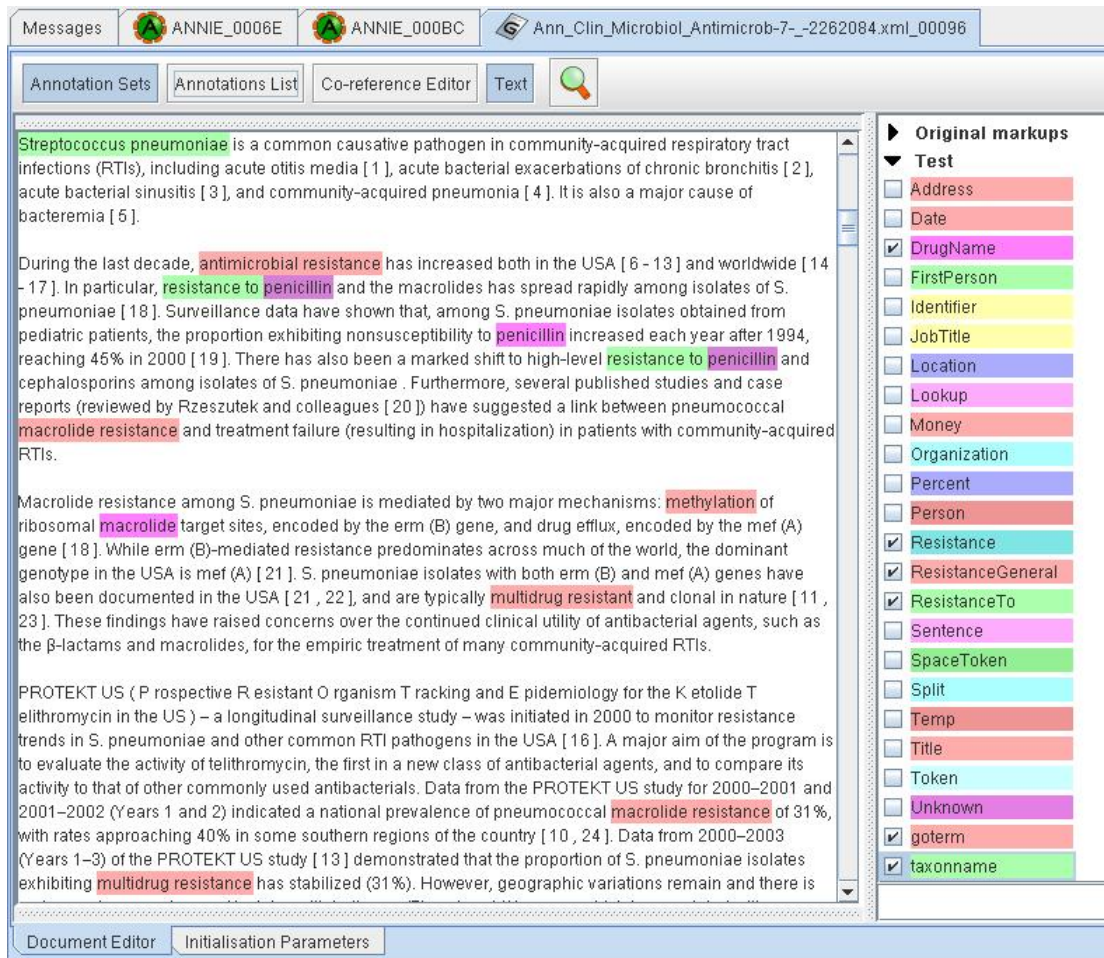 Messages ANNIE_0006E ANNIE_000BC Ann_Clin_Microbiol_Antimicrob-7-_-2262084.xml_00096
Annotation Sets Annotations List Co-reference Editor Text
Streptococcus pneumoniae is a common causative pathogen in community-acquired respiratory tract
infections (RTIs), including acute otitis media [ 1 ], acute bacterial exacerbations of chronic bronchitis [ 2 ],
acute bacterial sinusitis [ 3 ], and community-acquired pneumonia [ 4 ]. It is also a major cause of
bacteremia [ 5 ].
During the last decade, antimicrobial resistance has increased both in the USA [ 6 - 13 ] and worldwide [ 14
- 17 ]. In particular, resistance to penicillin and the macrolides has spread rapidly among isolates of S.
pneumoniae [ 18 ]. Surveillance data have shown that, among S. pneumoniae isolates obtained from
pediatric patients, the proportion exhibiting nonsusceptibility to penicillin increased each year after 1994,
reaching 45% in 2000 [ 19 ]. There has also been a marked shift to high-level resistance to penicillin and
cephalosporins among isolates of S. pneumoniae . Furthermore, several published studies and case
reports (reviewed by Rzeszutek and colleagues [ 20 ]) have suggested a link between pneumococcal
macrolide resistance and treatment failure (resulting in hospitalization) in patients with community-acquired
RTIs.
Macrolide resistance among S. pneumoniae is mediated by two major mechanisms: methylation of
ribosomal macrolide target sites, encoded by the erm (B) gene, and drug efflux, encoded by the mef (A)
gene [ 18 ]. While erm (B)-mediated resistance predominates across much of the world, the dominant
genotype in the USA is mef (A) [ 21 ]. S. pneumoniae isolates with both erm (B) and mef (A) genes have
also been documented in the USA [ 21 , 22 ], and are typically multidrug resistant and clonal in nature [ 11 ,
23 ]. These findings have raised concerns over the continued clinical utility of antibacterial agents, such as
the β-lactams and macrolides, for the empiric treatment of many community-acquired RTIs.
PROTEKT US ( P rospective R esistant O rganism T racking and E pidemiology for the K etolide T
elithromycin in the US ) – a longitudinal surveillance study – was initiated in 2000 to monitor resistance
trends in S. pneumoniae and other common RTI pathogens in the USA [ 16 ]. A major aim of the program is
to evaluate the activity of telithromycin, the first in a new class of antibacterial agents, and to compare its
activity to that of other commonly used antibacterials. Data from the PROTEKT US study for 2000–2001 and
2001–2002 (Years 1 and 2) indicated a national prevalence of pneumococcal macrolide resistance of 31%,
with rates approaching 40% in some southern regions of the country [ 10 , 24 ]. Data from 2000–2003
(Years 1–3) of the PROTEKT US study [ 13 ] demonstrated that the proportion of S. pneumoniae isolates
exhibiting multidrug resistance has stabilized (31%). However, geographic variations remain and there is
Original markups
Test
Address
Date
DrugName
FirstPerson
Identifier
JobTitle
Location
Lookup
Money
Organization
Percent
Person
Resistance
ResistanceGeneral
ResistanceTo
Sentence
SpaceToken
Split
Temp
Title
Token
Unknown
goterm
taxonname
Document Editor Initialisation Parameters